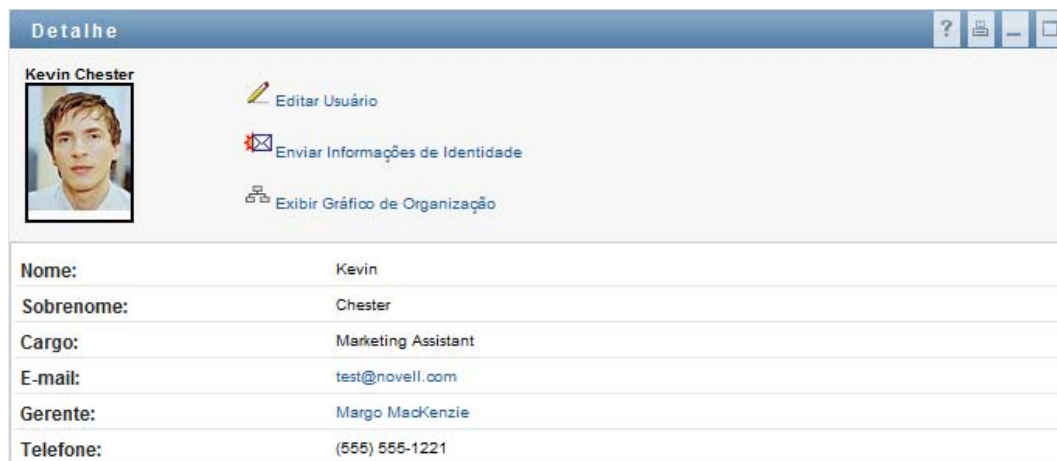 Detalhe ?
Kevin Chester
Editar Usuário
Enviar Informações de Identidade
Exibir Gráfico de Organização
Nome: Kevin
Sobrenome: Chester
Cargo: Marketing Assistant
E-mail: test@novell.com
Gerente: Margo MacKenzie
Telefone: (555) 555-1221